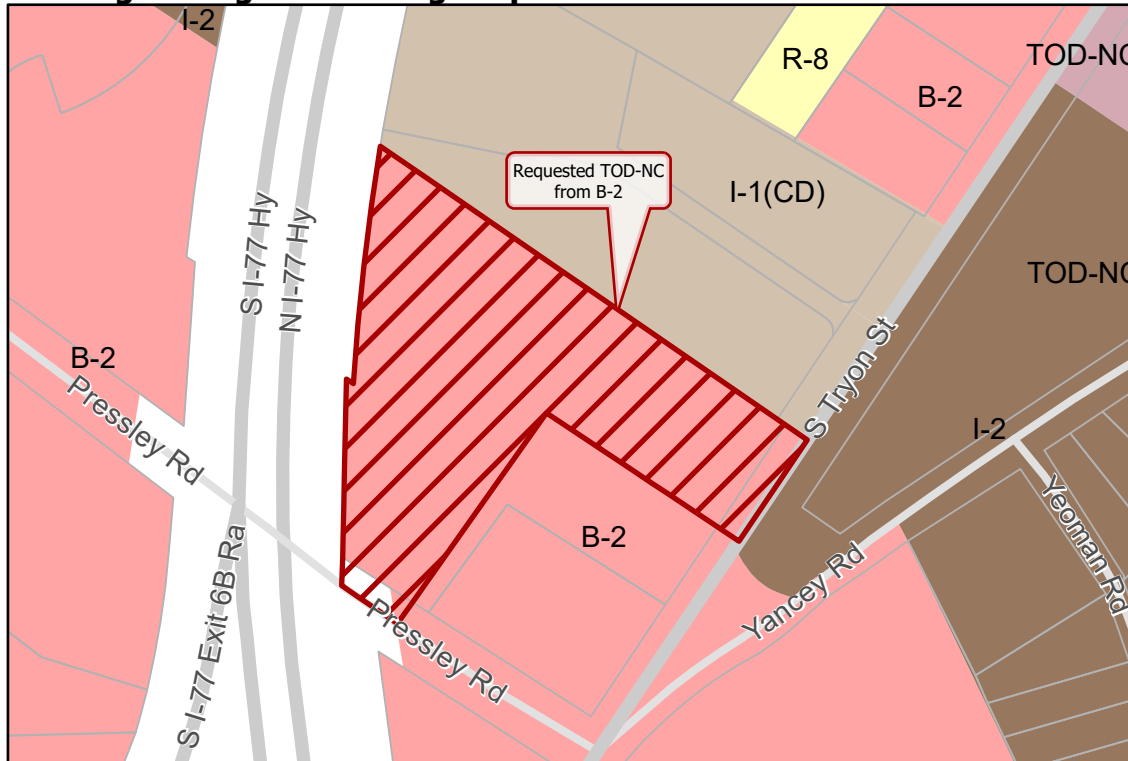 I-2
R-8
TOD-NC
B-2
Requested TOD-NC
from B-2
I-1(CD)
S I-77 Hy
N I-77 Hy
TOD-NC
B-2
Pressley Rd
S Tryon St
I-2
Yeoman Rd
B-2
S I-77 Exit 6B Ra
Yancey Rd
Pressley Rd